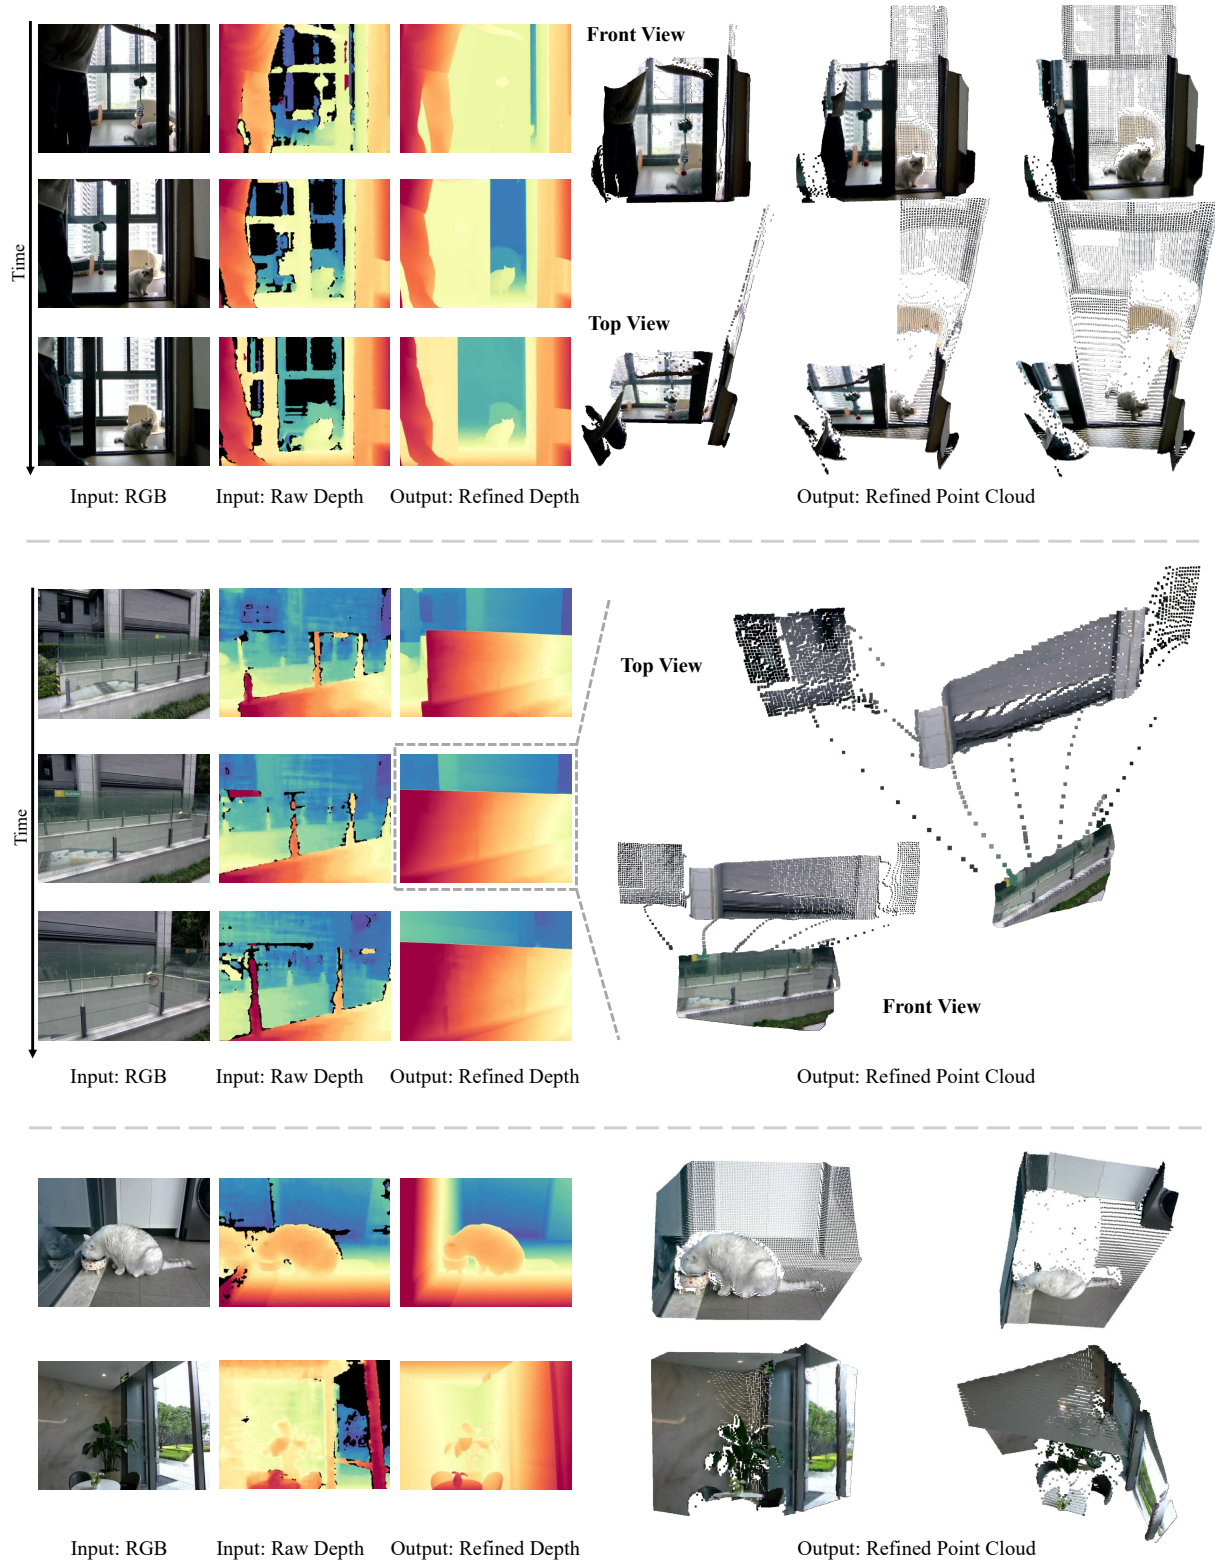 Front View
Time
Top View
Input: RGB
Input: Raw Depth
Output: Refined Depth
Output: Refined Point Cloud
Top View
Time
Front View
Input: RGB
Input: Raw Depth
Output: Refined Depth
Output: Refined Point Cloud
Input: RGB
Input: Raw Depth
Output: Refined Depth
Output: Refined Point Cloud